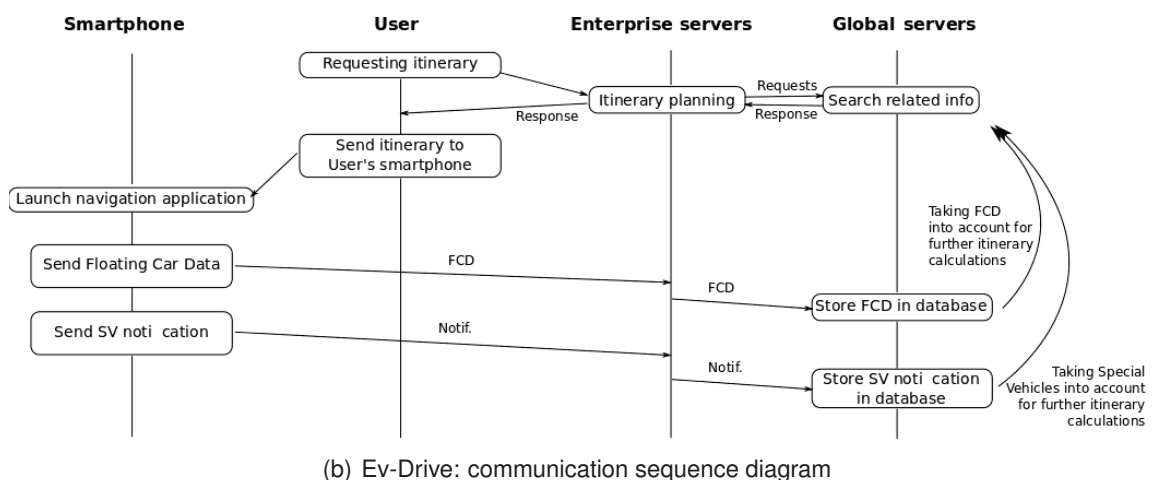 Smartphone
User
Enterprise servers
Global servers
Requesting itinerary
Itinerary planning
Requests
Response
Search related info
Response
Send itinerary to
User's smartphone
Launch navigation application
Taking FCD
into account for
further itinerary
calculations
Send Floating Car Data
FCD
FCD
Store FCD in database
Send SV noti cation
Notif.
Notif.
Store SV noti cation
in database
Taking Special
Vehicles into account
for further itinerary
calculations
(b) Ev-Drive: communication sequence diagram